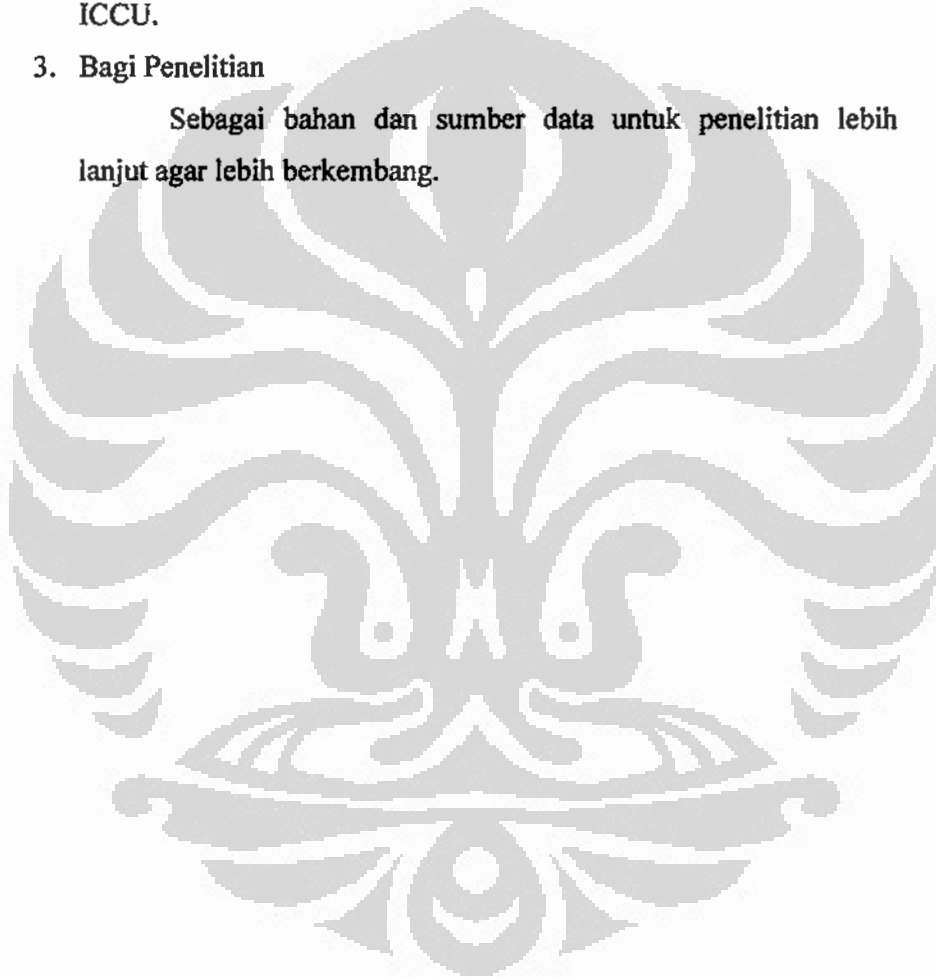 ICCU.
3. Bagi Penelitian
Sebagai bahan dan sumber data untuk penelitian lebih
lanjut agar lebih berkembang.